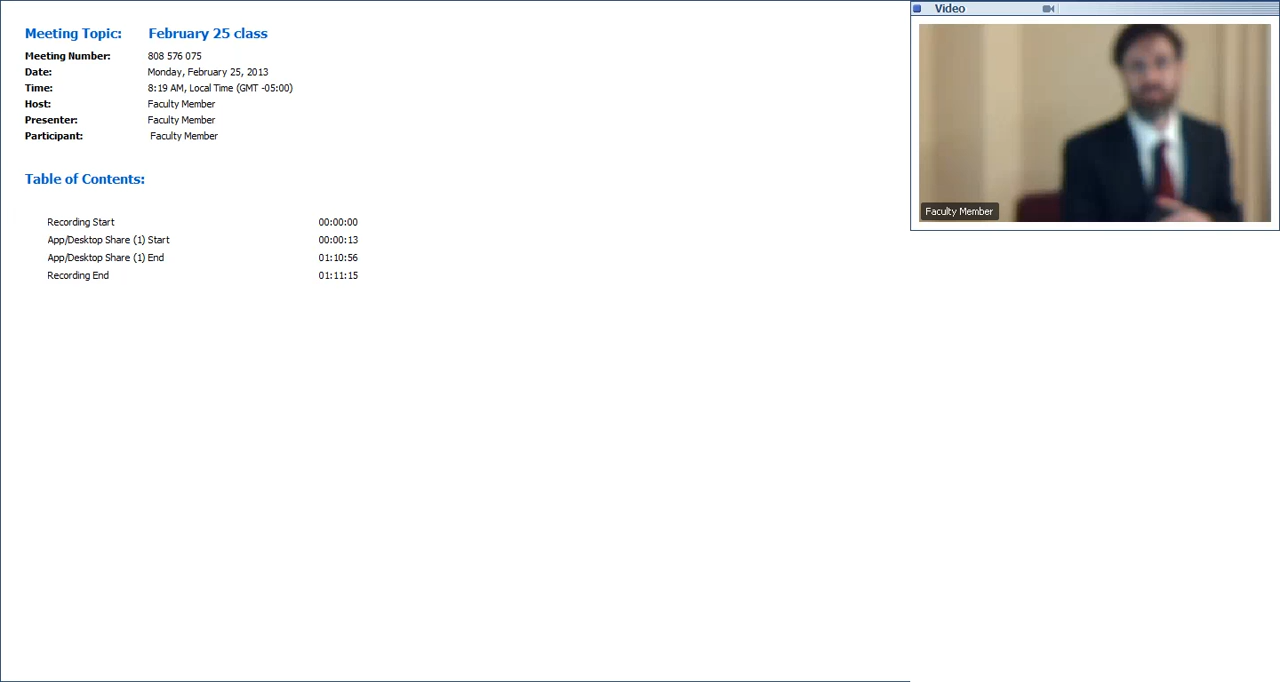 Meeting Topic: February 25 class
Meeting Number: 808 576 075
Date: Monday, February 25, 2013
Time: 8:19 AM, Local Time (GMT -05:00)
Host: Faculty Member
Presenter: Faculty Member
Participant: Faculty Member
Table of Contents:
Recording Start 00:00:00
App/Desktop Share (1) Start 00:00:13
App/Desktop Share (1) End 01:10:56
Recording End 01:11:15
Video
Faculty Member